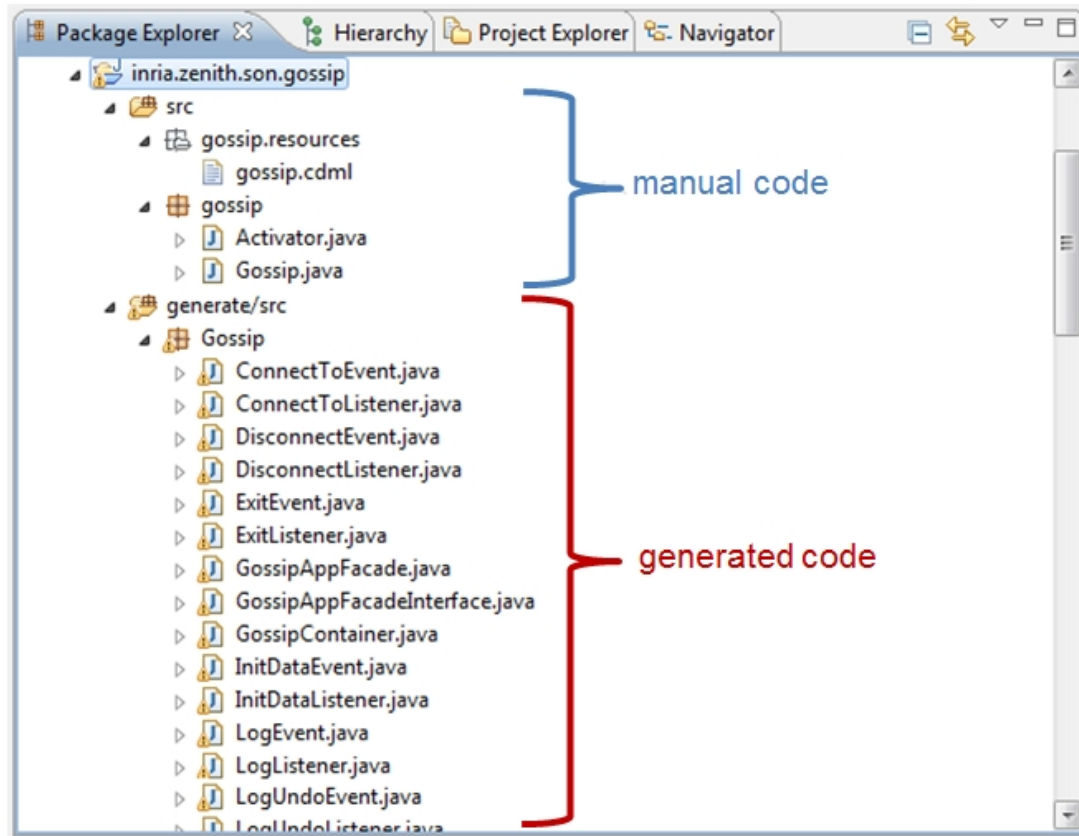 Package Explorer Hierarchy Project Explorer Navigator
inria.zenith.son.gossip
src
gossip.resources
gossip.cdml
manual code
gossip
Activator.java
Gossip.java
generate/src
Gossip
ConnectToEvent.java
ConnectToListener.java
DisconnectEvent.java
DisconnectListener.java
ExitEvent.java
ExitListener.java
generated code
GossipAppFacade.java
GossipAppFacadeInterface.java
GossipContainer.java
InitDataEvent.java
InitDataListener.java
LogEvent.java
LogListener.java
LogUndoEvent.java
LogUndoListener.java